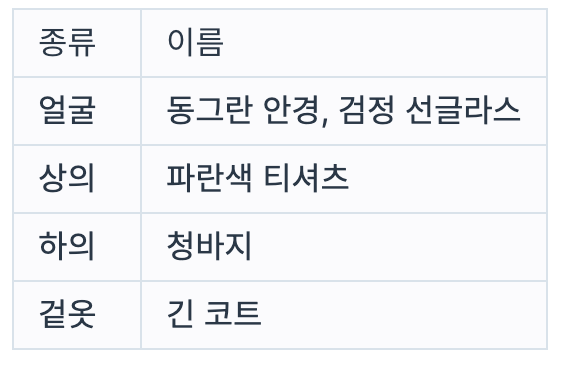 종류 이름
얼굴 동그란 안경, 검정 선글라스
상의 파란색 티셔츠
하의 청바지
겉옷 긴 코트